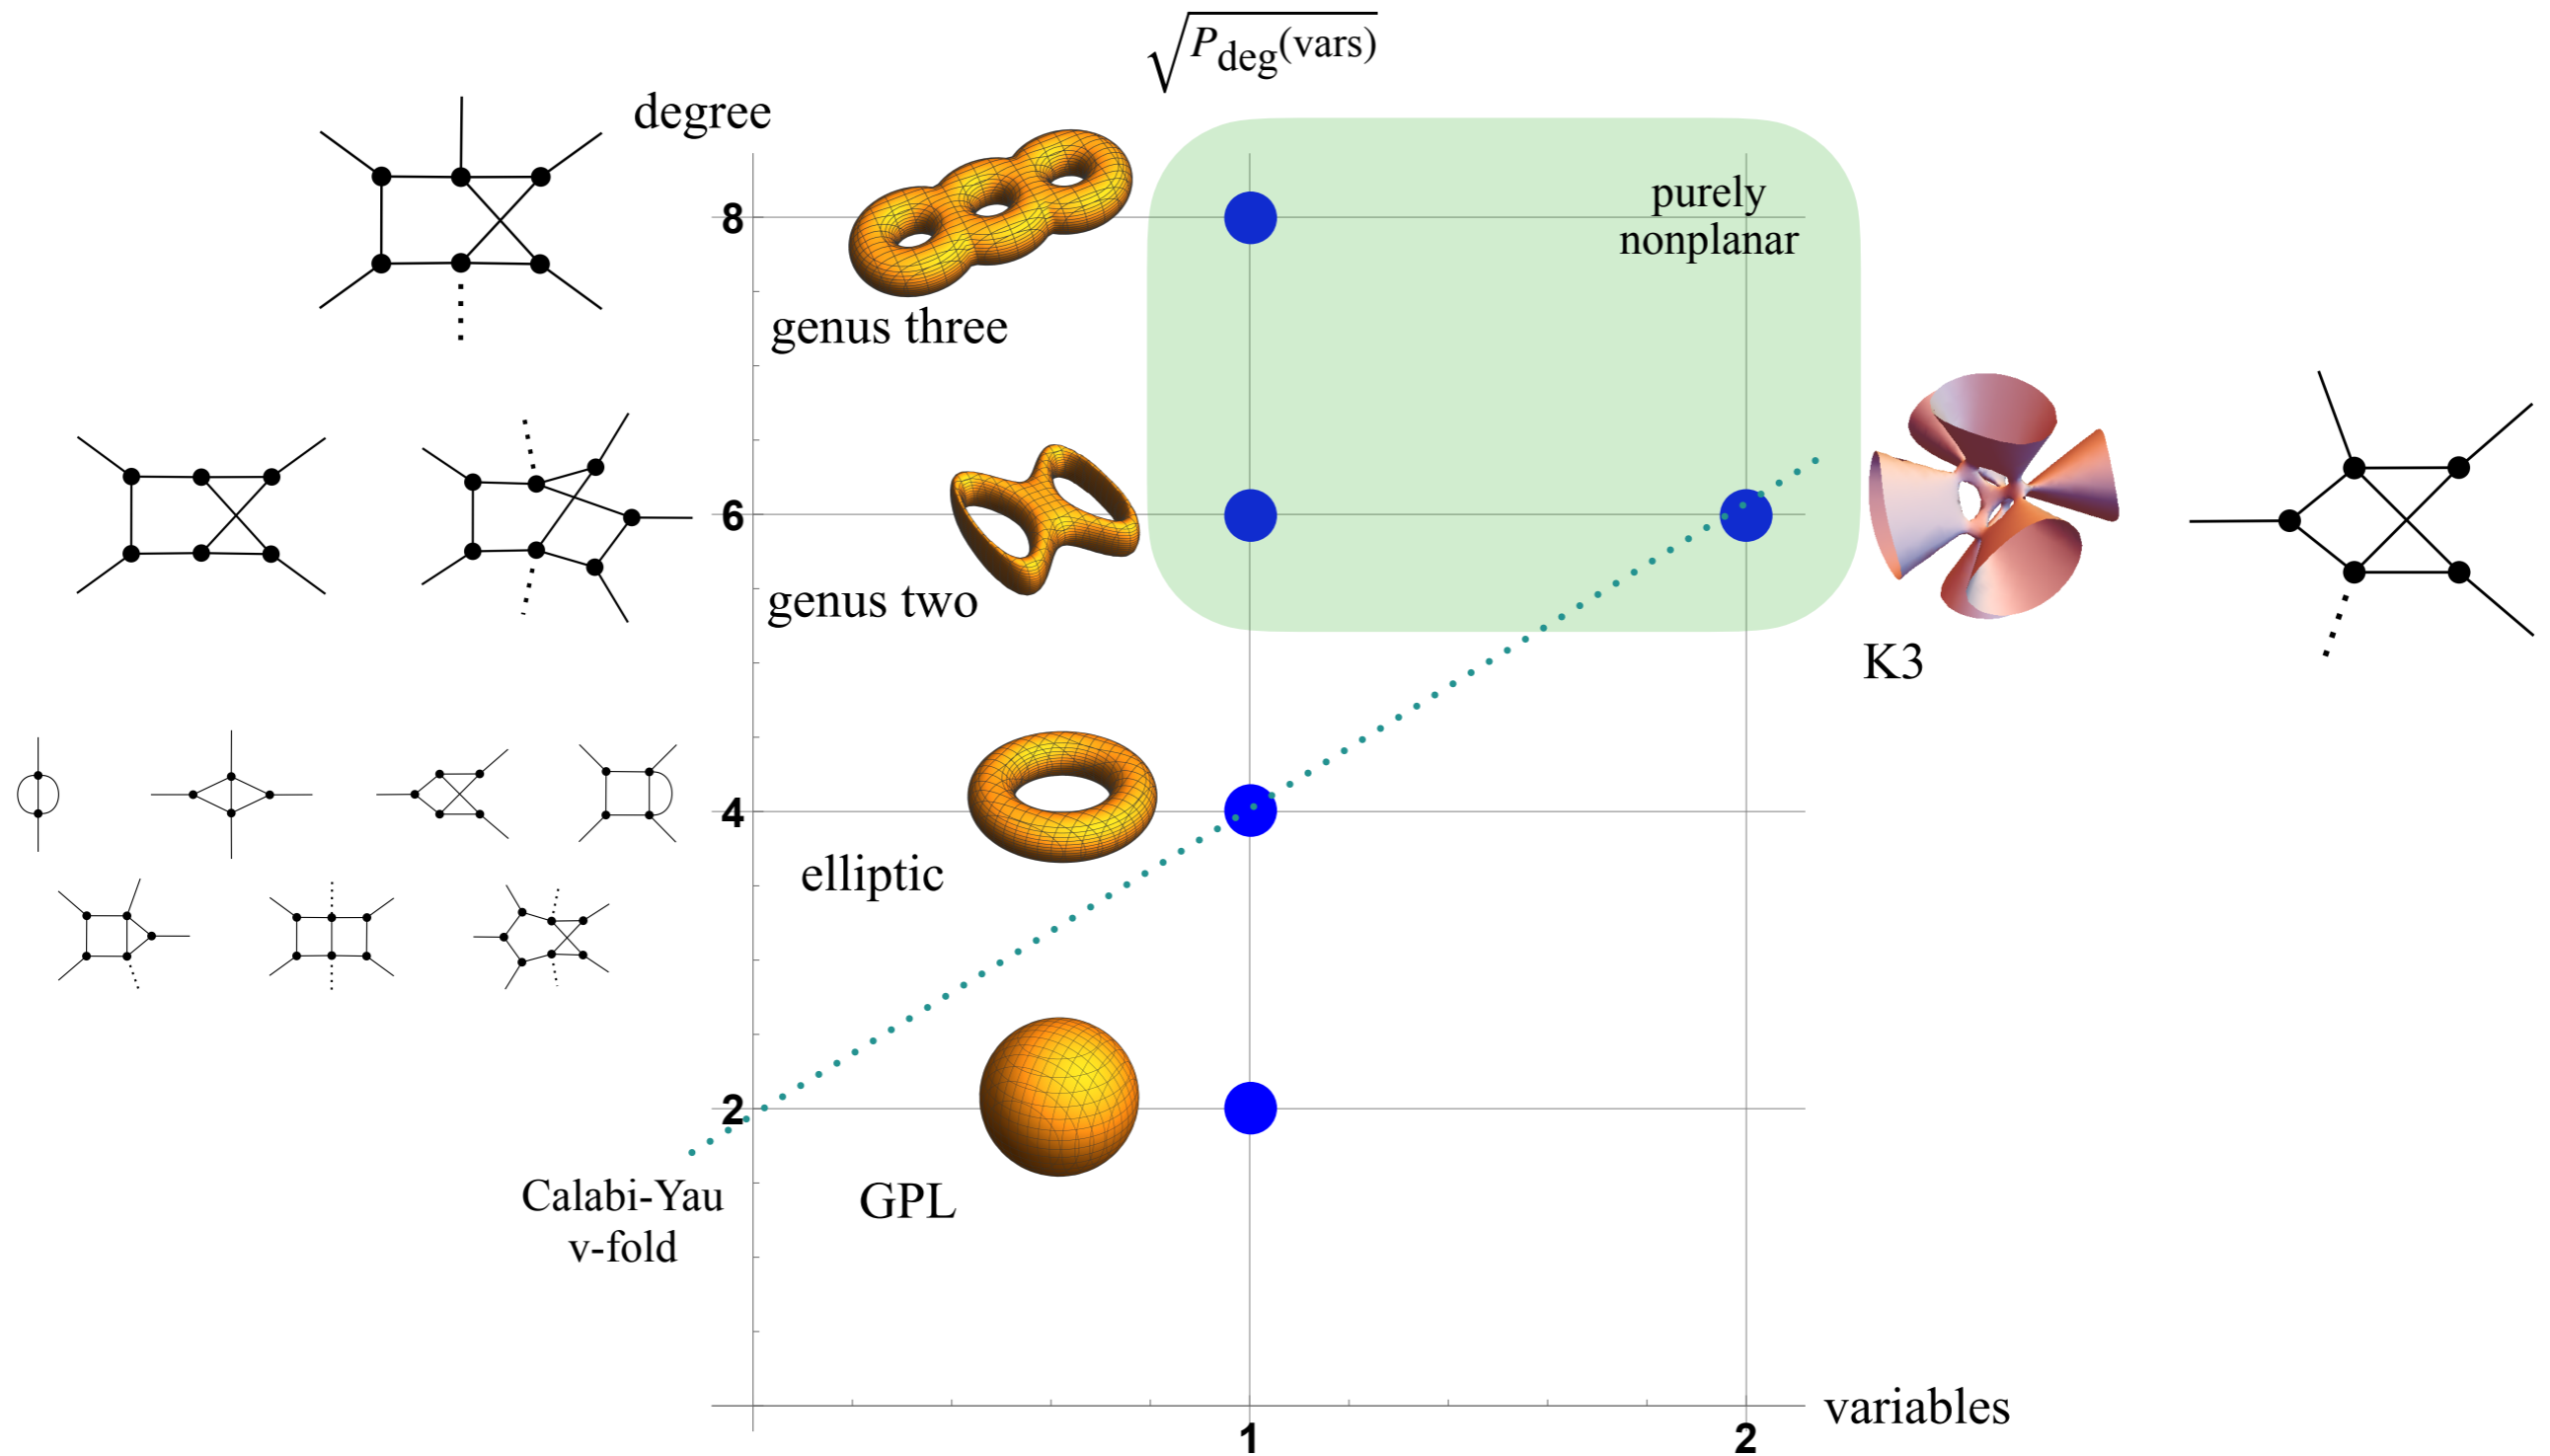 √P_deg(vars)
degree
8
purely
nonplanar
genus three
6
genus two
K3
4
elliptic
2
Calabi-Yau
v-fold
GPL
variables
1
2